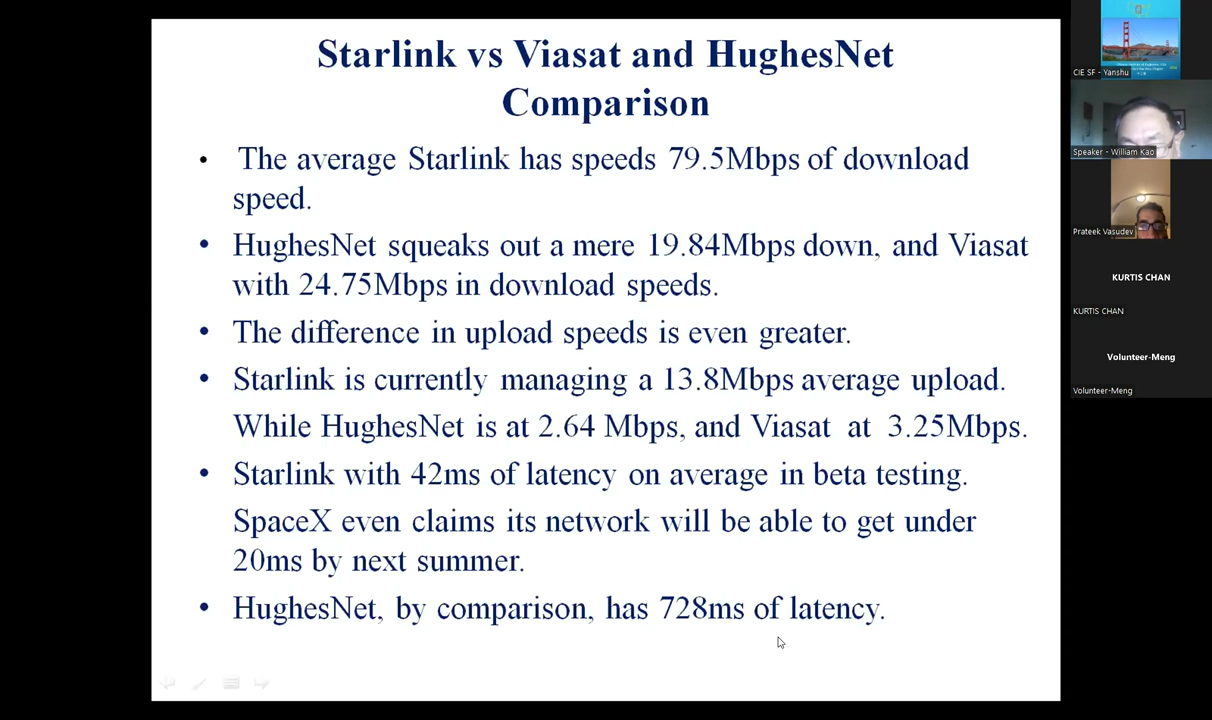 Starlink vs Viasat and HughesNet
Comparison
• The average Starlink has speeds 79.5Mbps of download
speed.
• HughesNet squeaks out a mere 19.84Mbps down, and Viasat
with 24.75Mbps in download speeds.
• The difference in upload speeds is even greater.
• Starlink is currently managing a 13.8Mbps average upload.
While HughesNet is at 2.64 Mbps, and Viasat at 3.25Mbps.
• Starlink with 42ms of latency on average in beta testing.
SpaceX even claims its network will be able to get under
20ms by next summer.
• HughesNet, by comparison, has 728ms of latency.
CIE SF - Yanshu
Speaker - William Kao
Prateek Vasudev
KURTIS CHAN
KURTIS CHAN
Volunteer-Meng
Volunteer-Meng